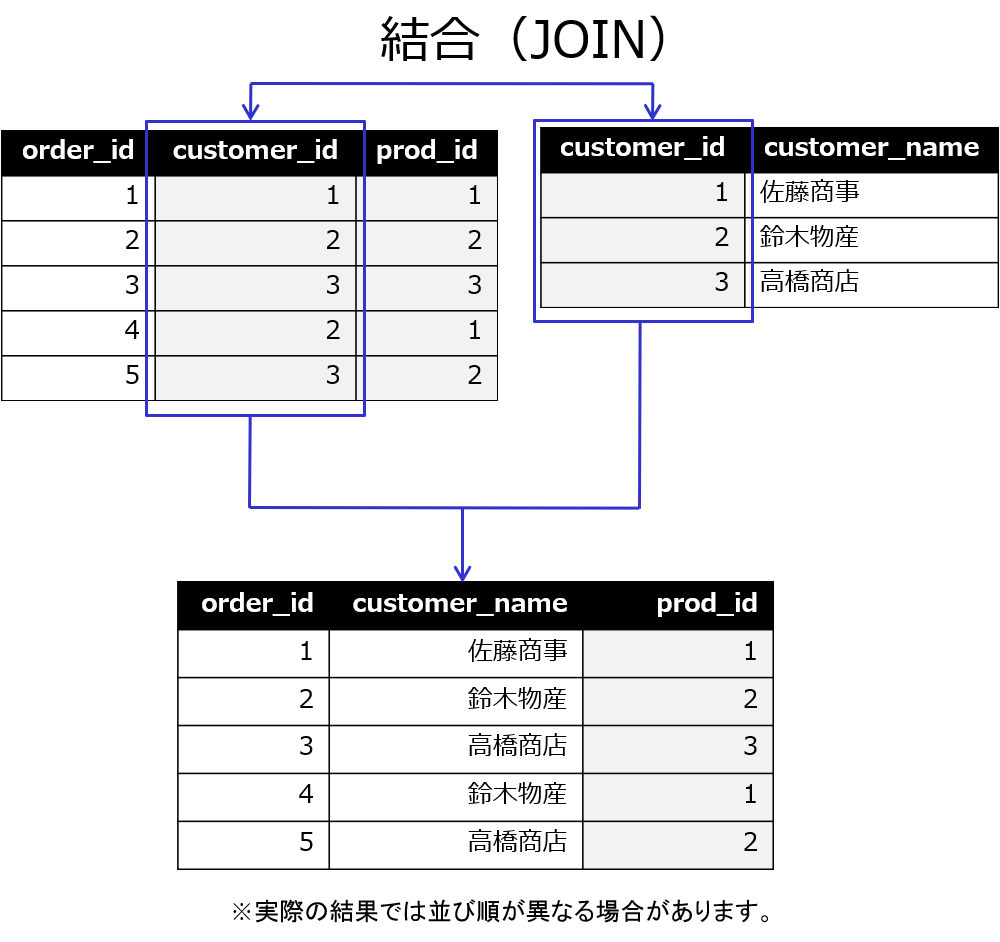 結合（JOIN）
order_id customer_id prod_id
1 1 1
2 2 2
3 3 3
4 2 1
5 3 2
customer_id customer_name
1 佐藤商事
2 鈴木物産
3 高橋商店
order_id customer_name prod_id
1 佐藤商事 1
2 鈴木物産 2
3 高橋商店 3
4 鈴木物産 1
5 高橋商店 2
※実際の結果では並び順が異なる場合があります。